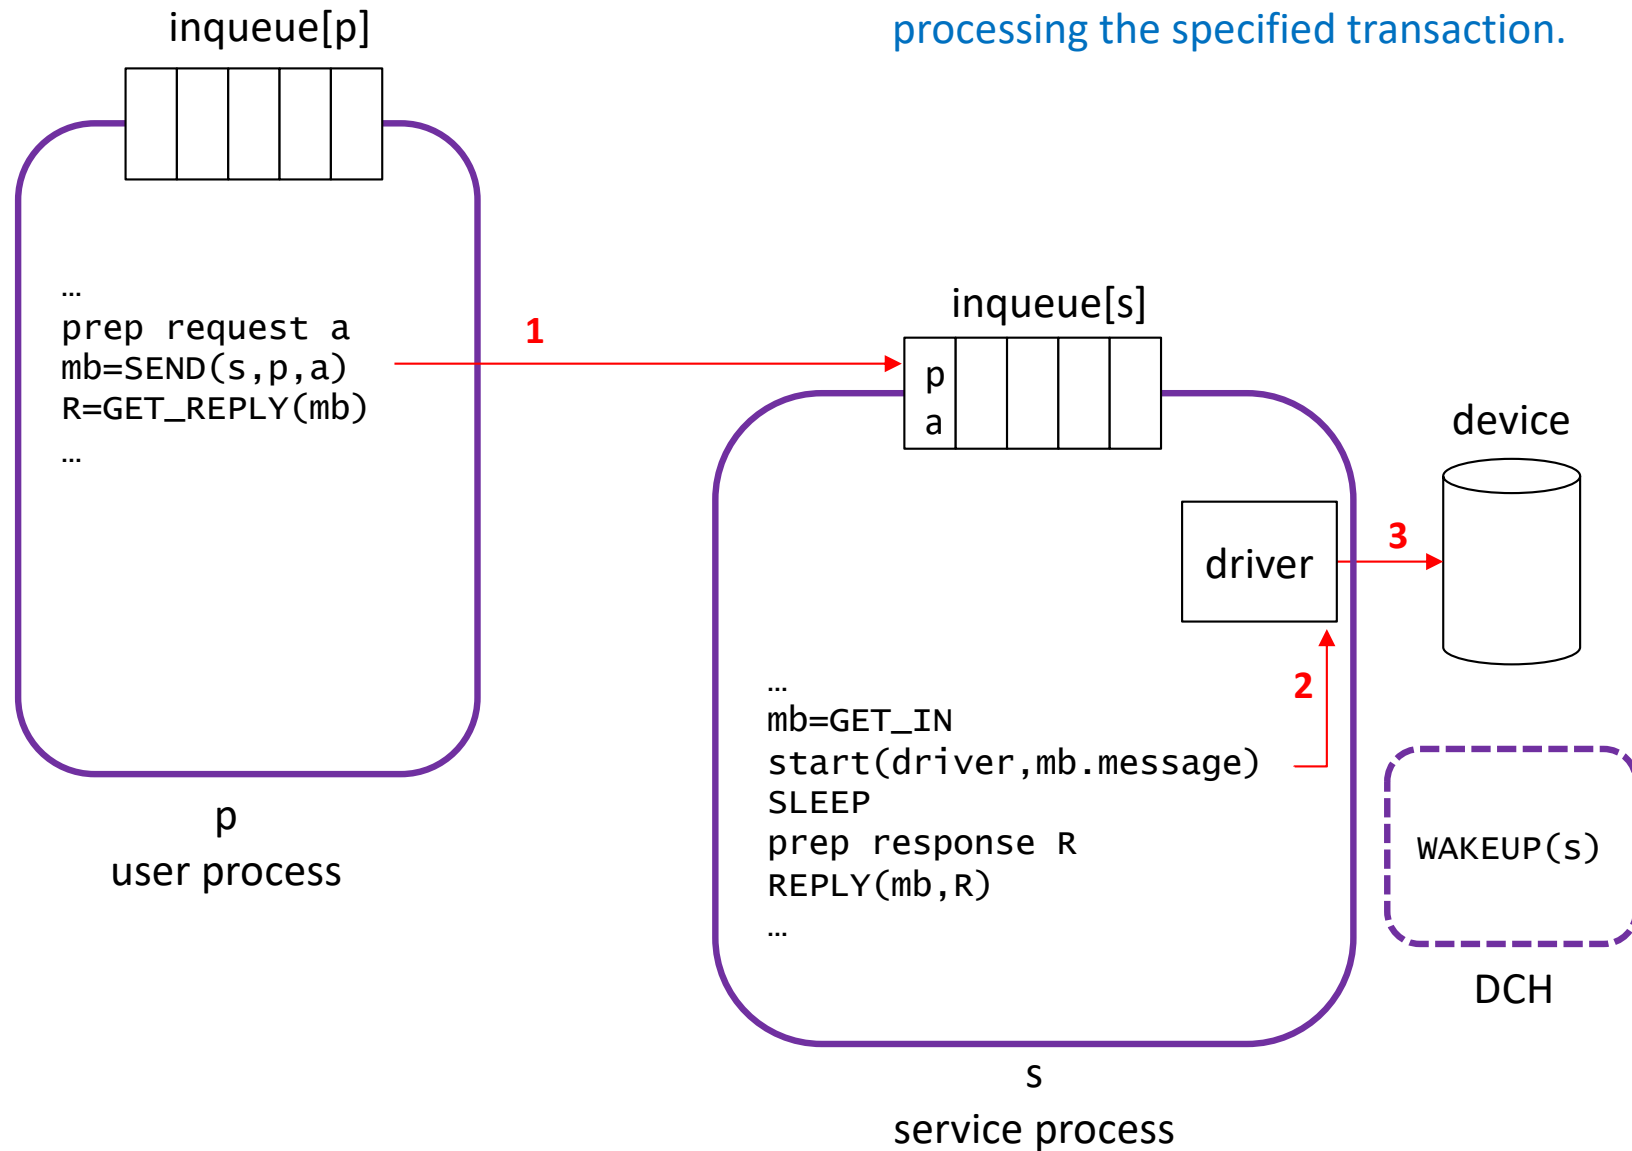 inqueue[p]
processing the specified transaction.
…
prep request a
mb=SEND(s,p,a)
R=GET_REPLY(mb)
…
p
user process
1
inqueue[s]
p
a
device
driver
3
2
…
mb=GET_IN
start(driver,mb.message)
SLEEP
prep response R
REPLY(mb,R)
…
WAKEUP(s)
DCH
s
service process